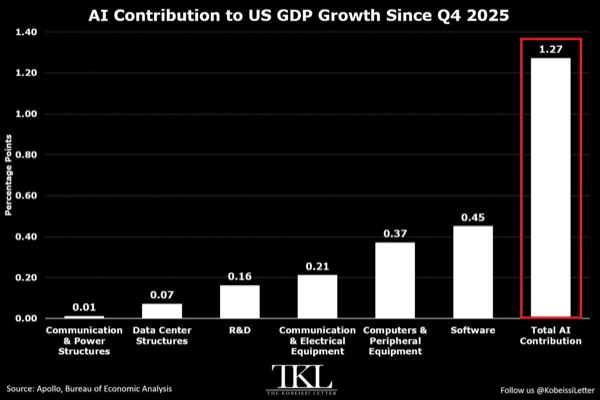 AI Contribution to US GDP Growth Since Q4 2025
1.40
1.20
1.00
0.80
0.60
0.40
0.20
0.00
Percentage Points
0.01
0.07
0.16
0.21
0.37
0.45
1.27
Communication
& Power
Structures
Data Center
Structures
R&D
Communication
& Electrical
Equipment
Computers &
Peripheral
Equipment
Software
Total AI
Contribution
Source: Apollo, Bureau of Economic Analysis
TKL
THE KOBEISSI LETTER
Follow us @KobeissiLetter